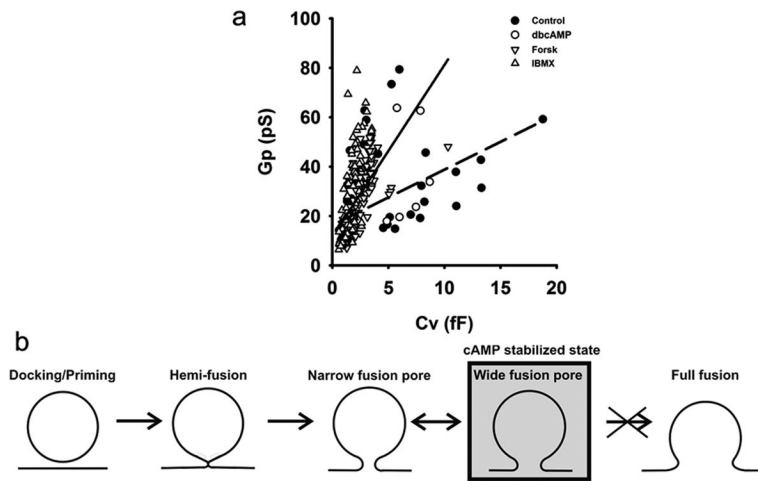 a
Control
dbcAMP
Forsk
IBMX
100
80
60
40
20
0
Gp (pS)
0 5 10 15 20
Cv (fF)
b
cAMP stabilized state
Docking/Priming Hemi-fusion Narrow fusion pore Wide fusion pore Full fusion